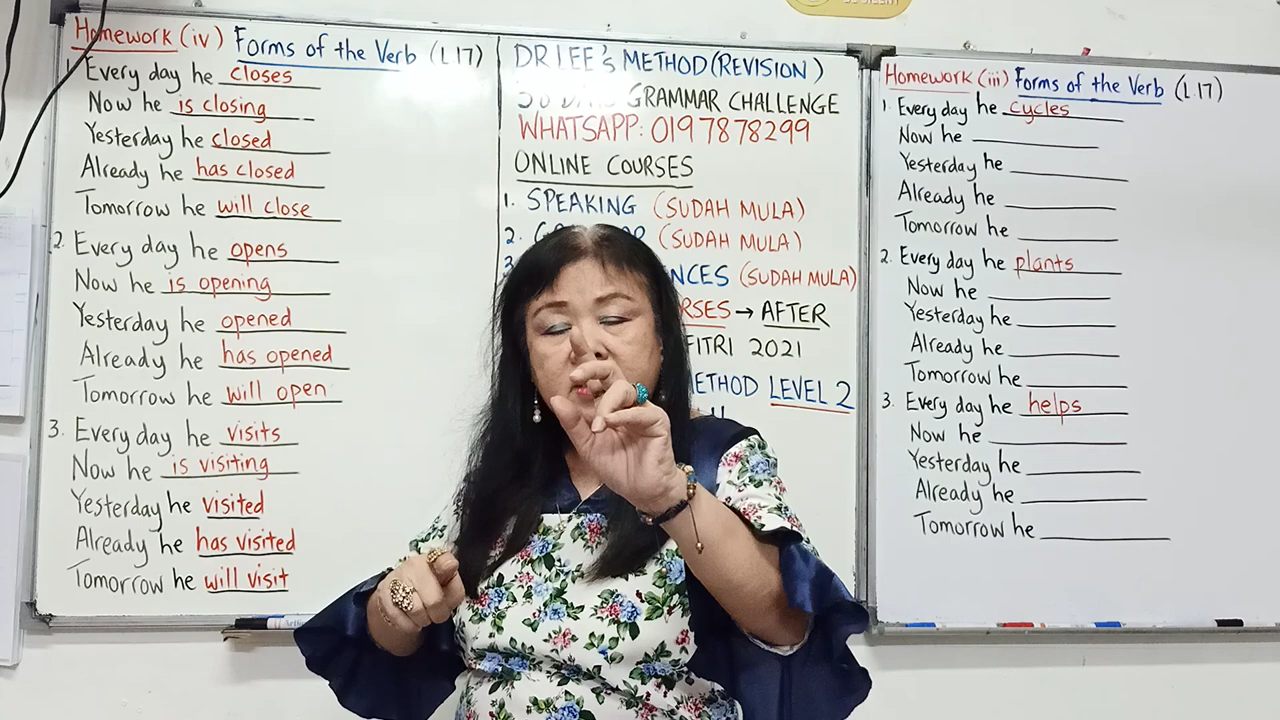 Homework (iv) Forms of the Verb (L17)
1. Every day he closes
Now he is closing
Yesterday he closed
Already he has closed
Tomorrow he will close
2. Every day he opens
Now he is opening
Yesterday he opened
Already he has opened
Tomorrow he will open
3. Every day he visits
Now he is visiting
Yesterday he visited
Already he has visited
Tomorrow he will visit
DR LEE's METHOD (REVISION)
GRAMMAR CHALLENGE
WHATSAPP: 0197878299
ONLINE COURSES
1. SPEAKING (SUDAH MULA)
2. (SUDAH MULA)
3. NCES (SUDAH MULA)
RSES → AFTER
FITRI 2021
ETHOD LEVEL 2
Homework (iii) Forms of the Verb (L17)
1. Every day he cycles
Now he
Yesterday he
Already he
Tomorrow he
2. Every day he plants
Now he
Yesterday he
Already he
Tomorrow he
3. Every day he helps
Now he
Yesterday he
Already he
Tomorrow he